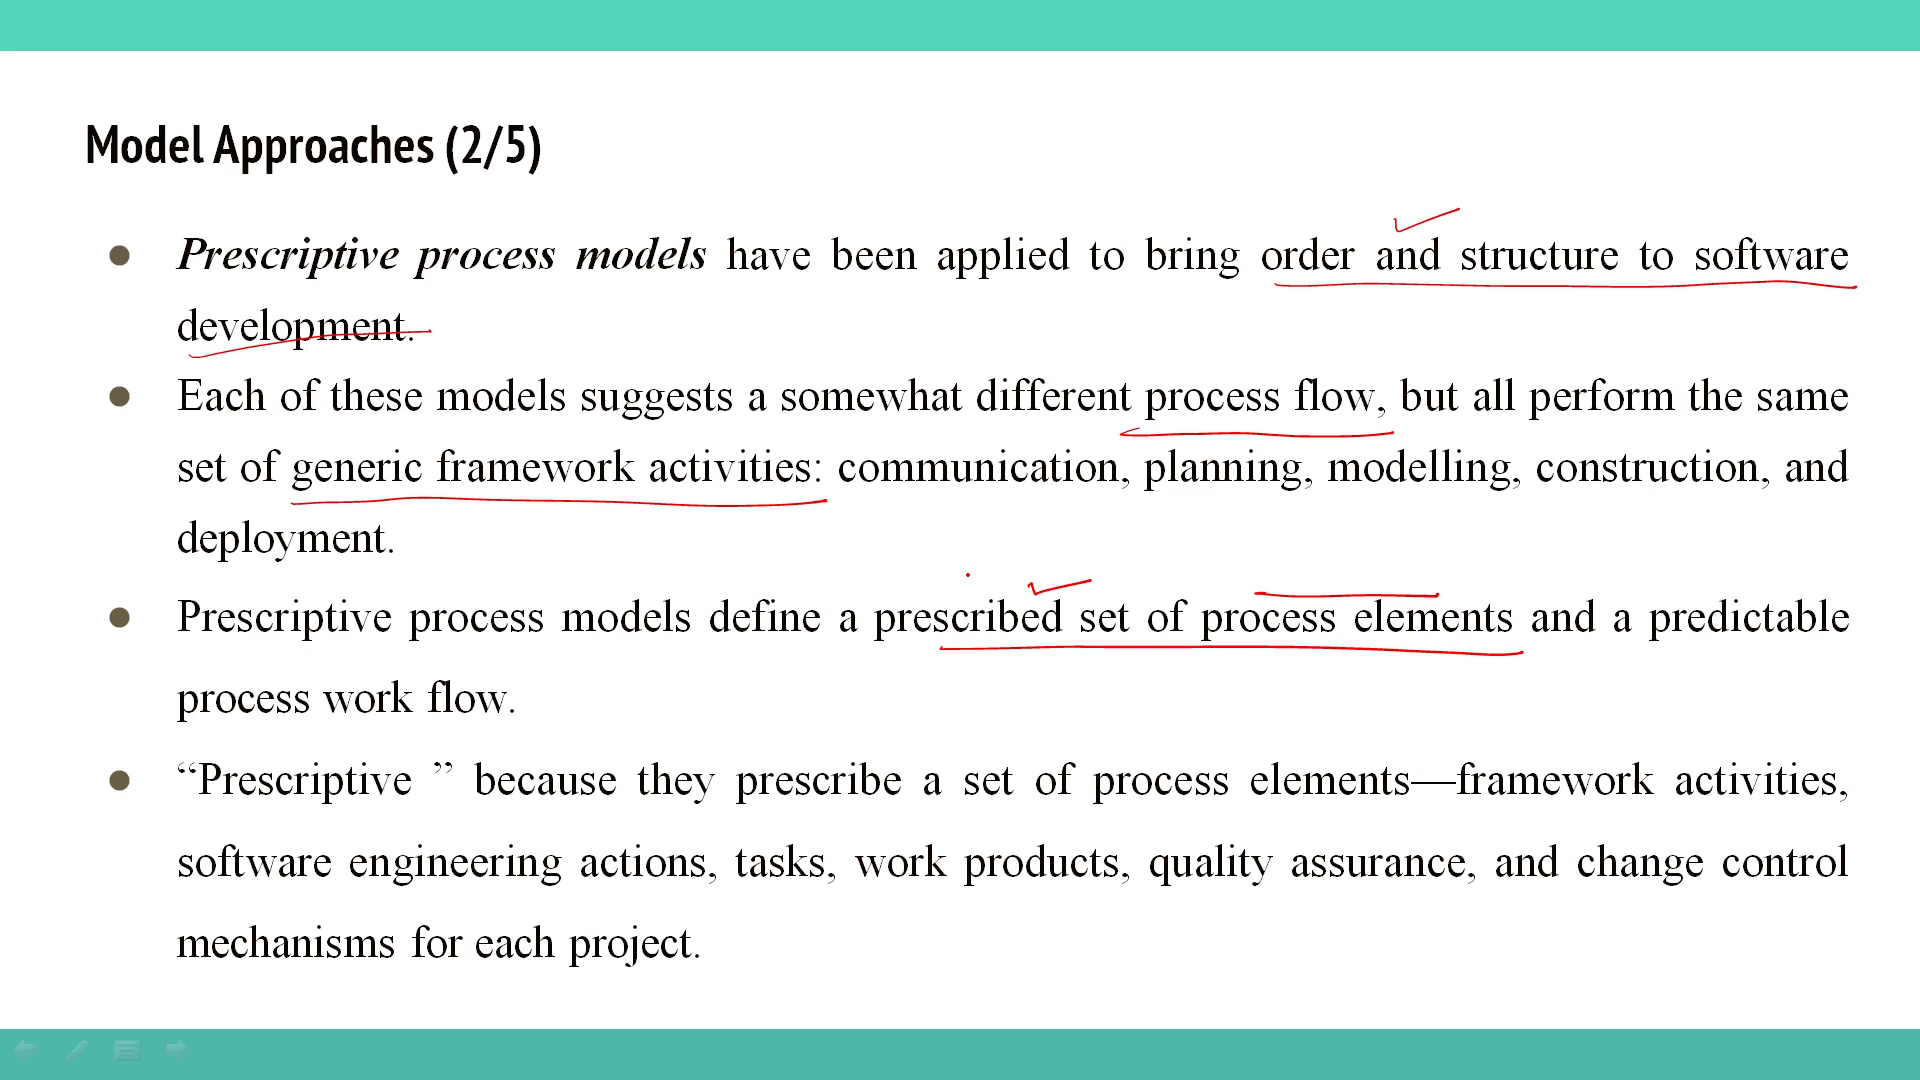 Model Approaches (2/5)
● Prescriptive process models have been applied to bring order and structure to software
development.
● Each of these models suggests a somewhat different process flow, but all perform the same
set of generic framework activities: communication, planning, modelling, construction, and
deployment.
● Prescriptive process models define a prescribed set of process elements and a predictable
process work flow.
● “Prescriptive ” because they prescribe a set of process elements—framework activities,
software engineering actions, tasks, work products, quality assurance, and change control
mechanisms for each project.